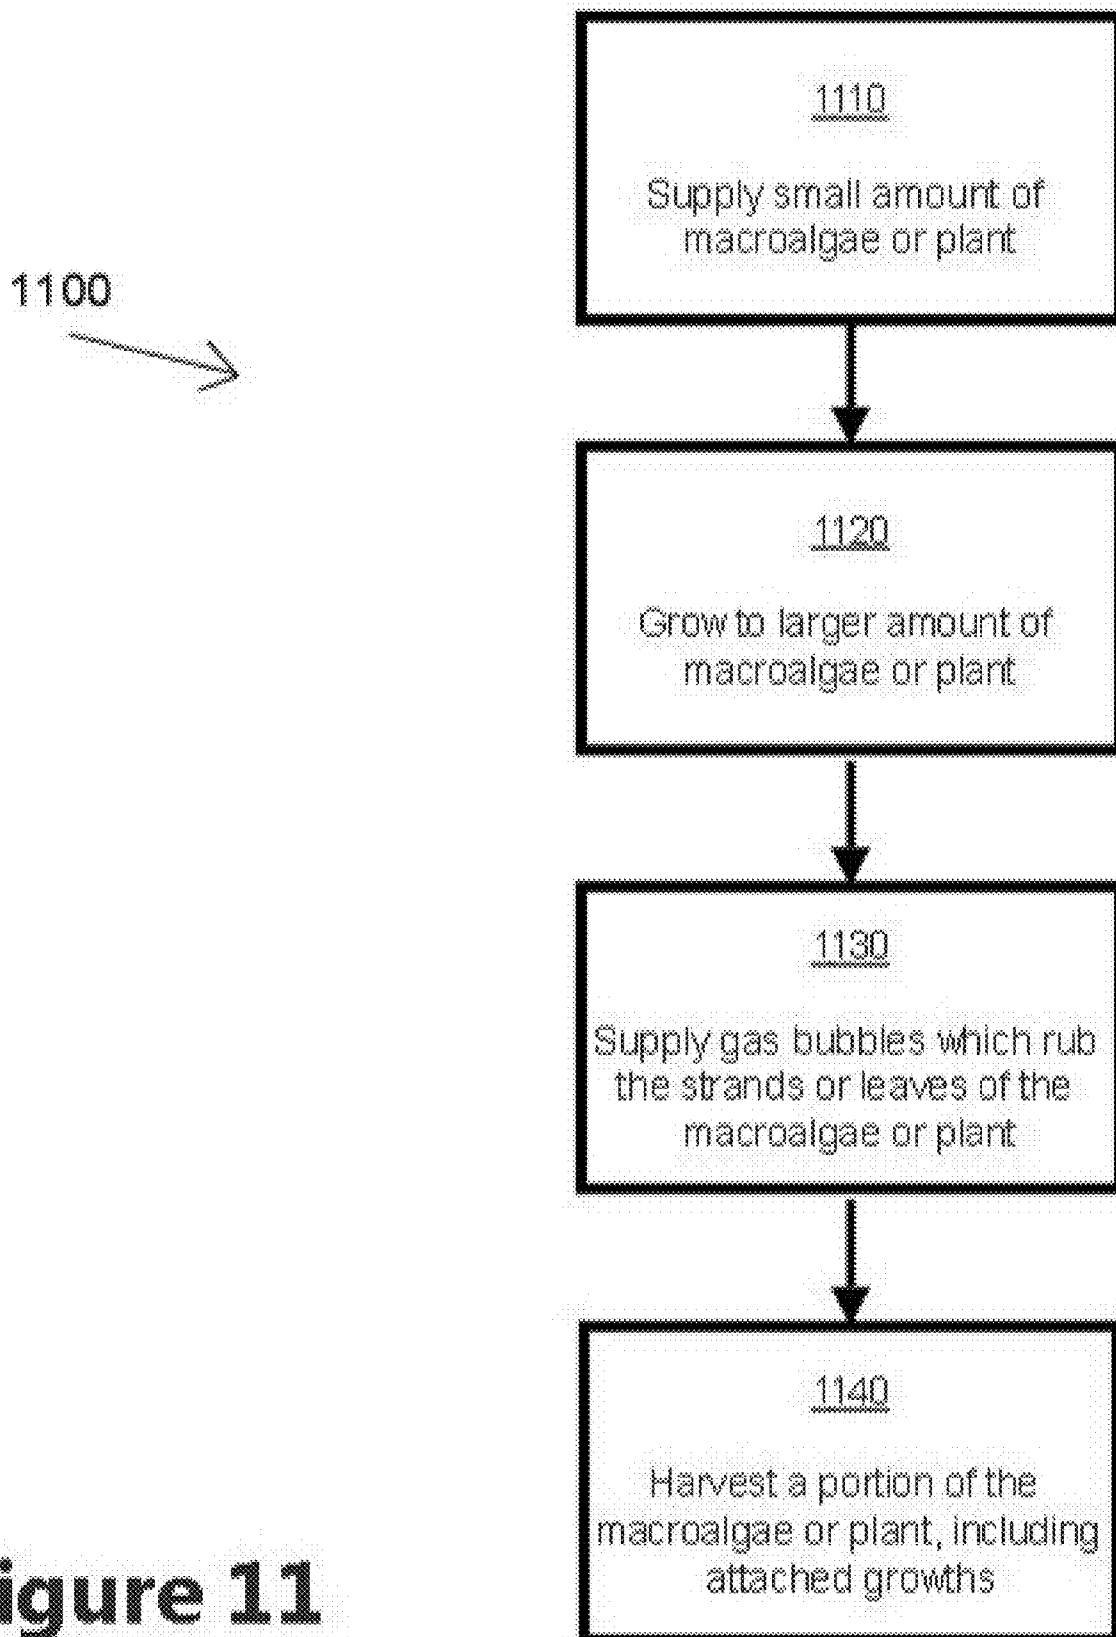 1110
Supply small amount of
macroalgae or plant
1100
1120
Grow to larger amount of
macroalgae or plant
1130
Supply gas bubbles which rub
the strands or leaves of the
macroalgae or plant
1140
Harvest a portion of the
macroalgae or plant, including
attached growths
igure 11